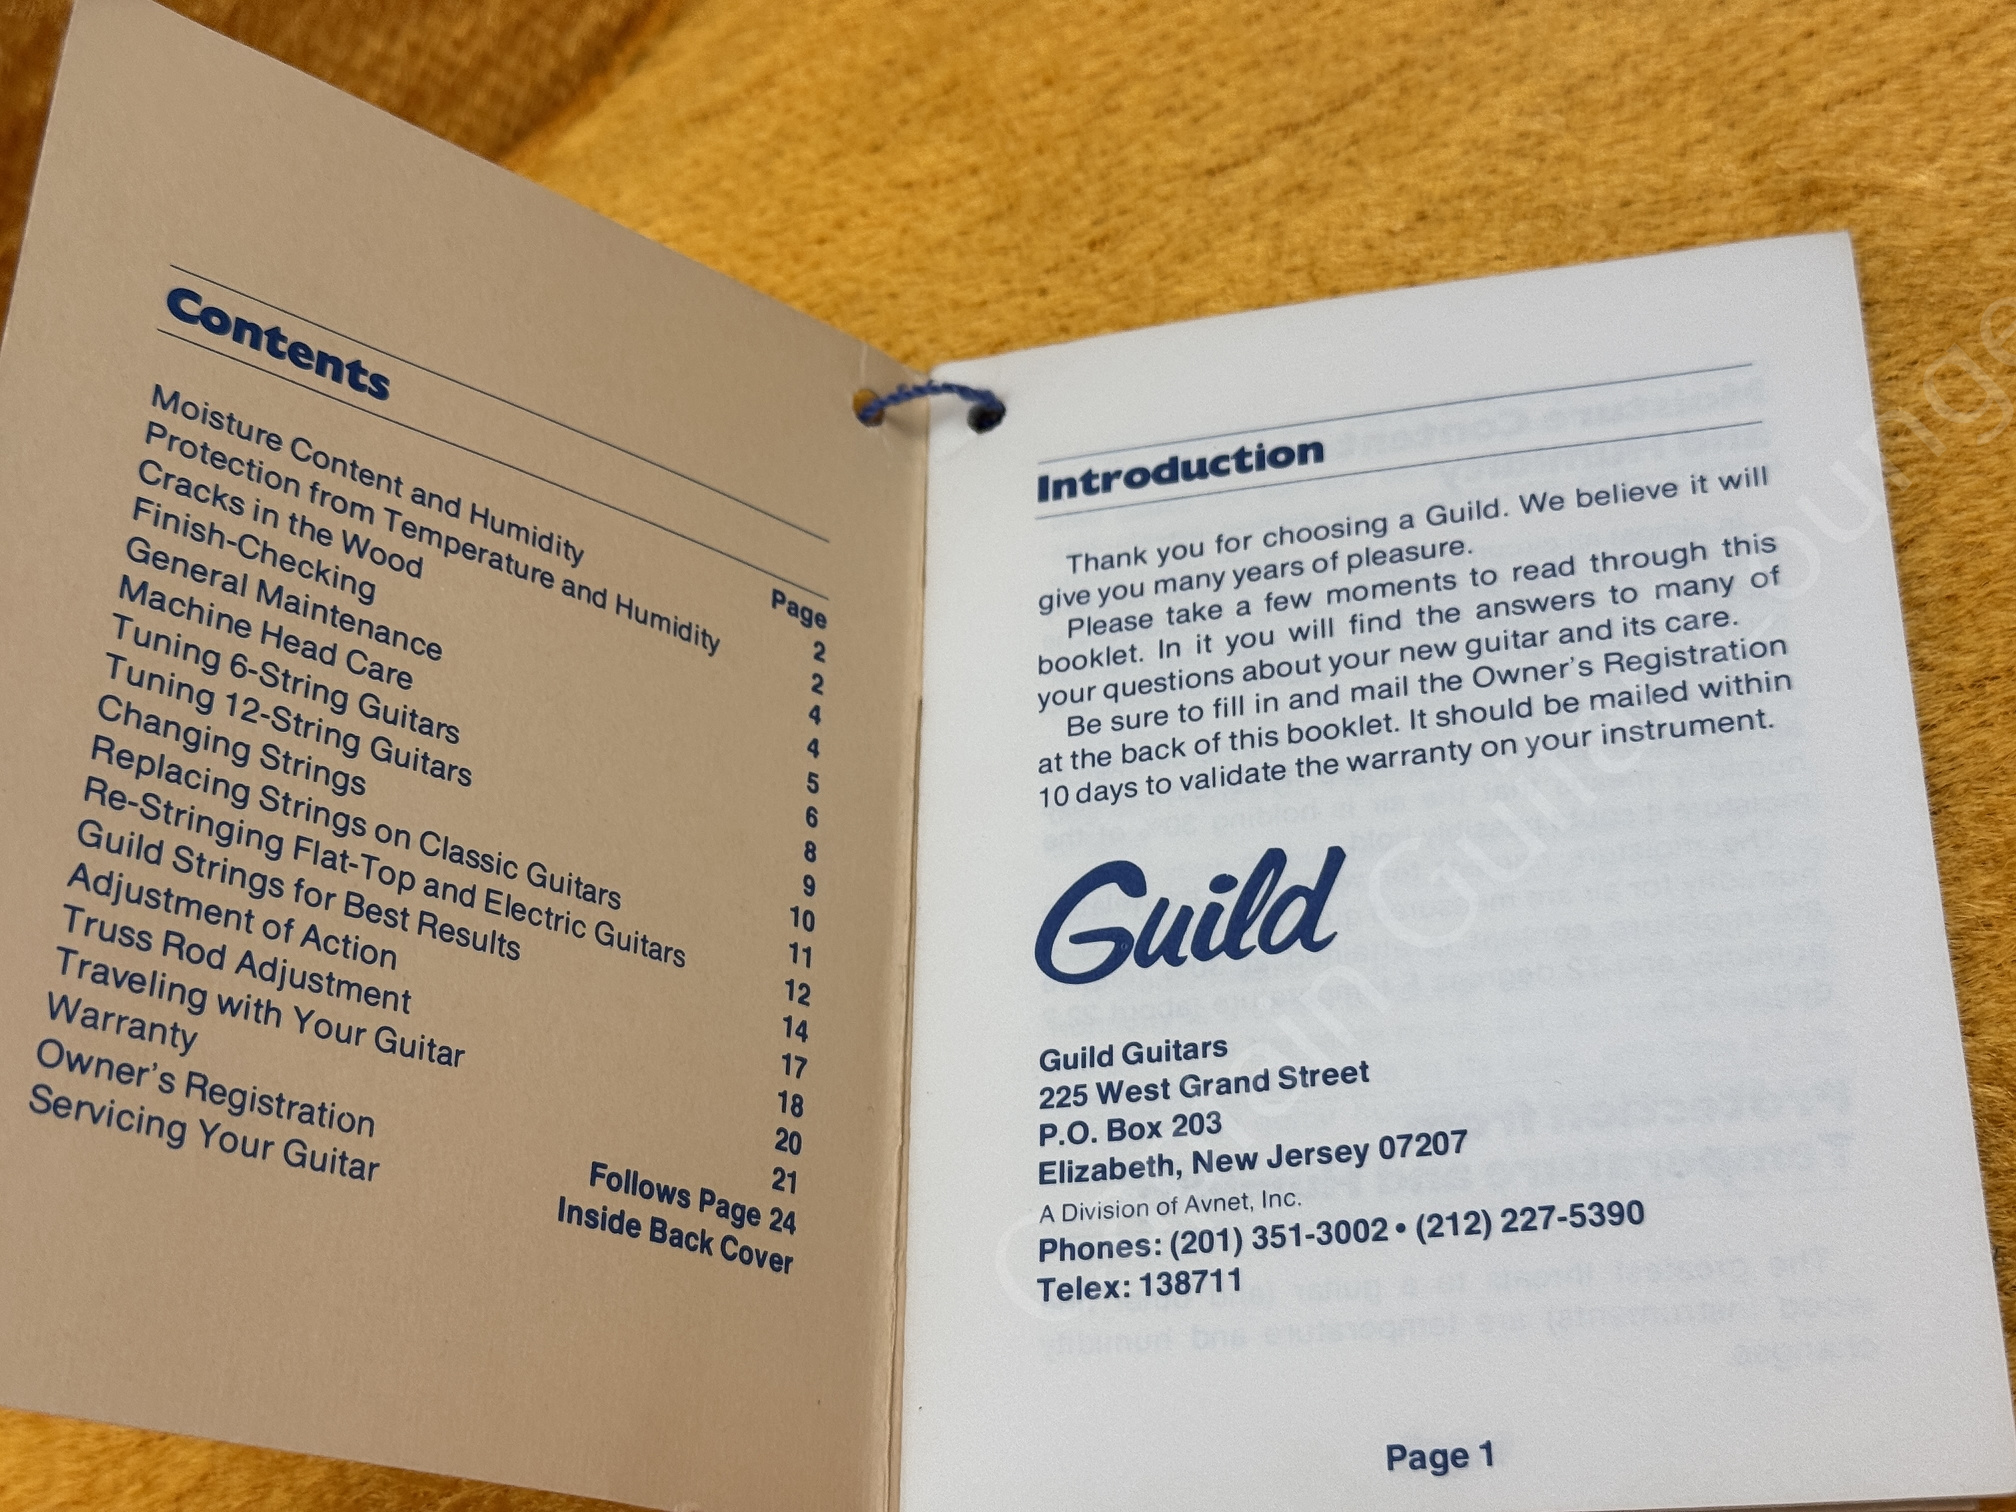 Contents
Page
Moisture Content and Humidity 2
Protection from Temperature and Humidity 2
Cracks in the Wood 4
Finish-Checking 4
General Maintenance 5
Machine Head Care 6
Tuning 6-String Guitars 8
Tuning 12-String Guitars 9
Changing Strings 10
Replacing Strings on Classic Guitars 11
Re-Stringing Flat-Top and Electric Guitars 12
Guild Strings for Best Results 14
Adjustment of Action 17
Truss Rod Adjustment 18
Traveling with Your Guitar 20
Warranty 21
Owner's Registration Follows Page 24
Servicing Your Guitar Inside Back Cover
Introduction
Thank you for choosing a Guild. We believe it will
give you many years of pleasure.
Please take a few moments to read through this
booklet. In it you will find the answers to many of
your questions about your new guitar and its care.
Be sure to fill in and mail the Owner's Registration
at the back of this booklet. It should be mailed within
10 days to validate the warranty on your instrument.
Guild
Guild Guitars
225 West Grand Street
P.O. Box 203
Elizabeth, New Jersey 07207
A Division of Avnet, Inc.
Phones: (201) 351-3002 • (212) 227-5390
Telex: 138711
Page 1